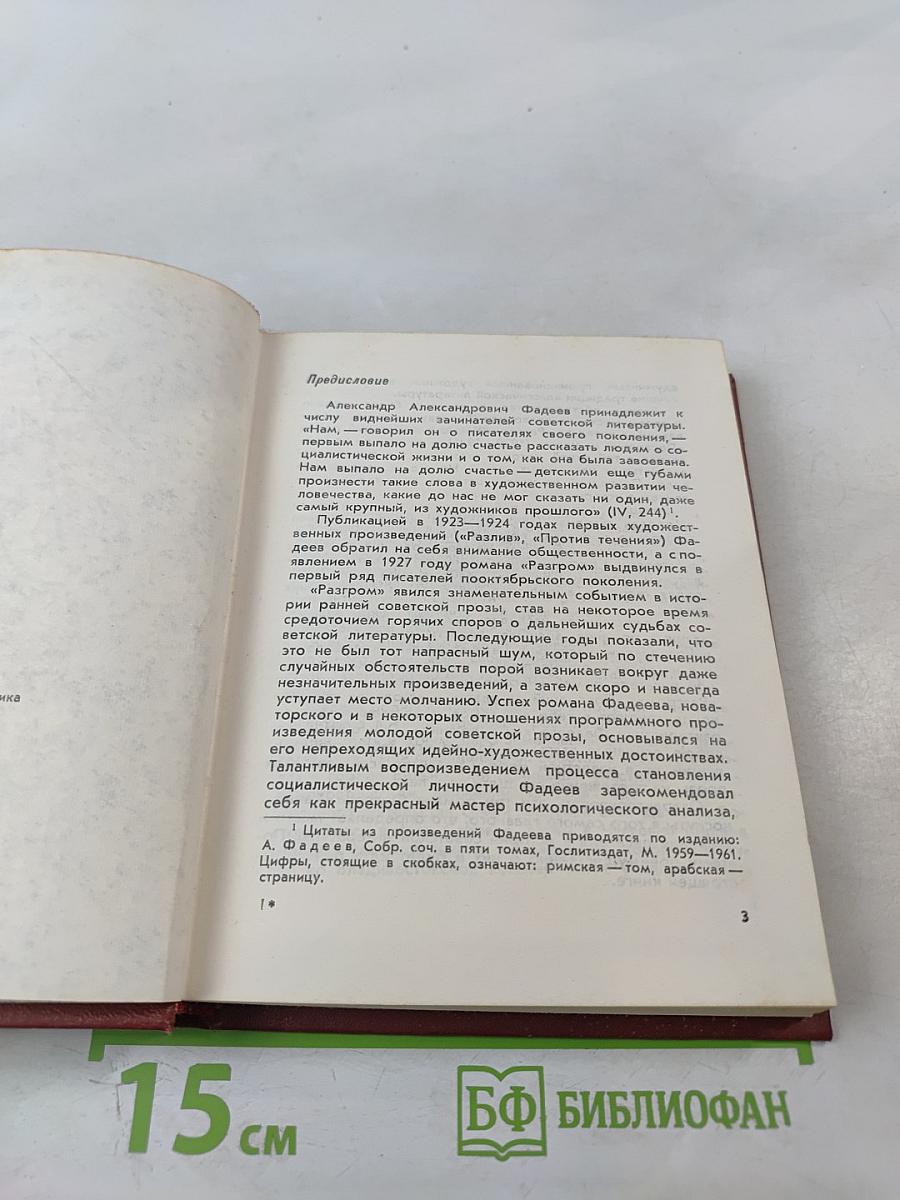 ика
Предисловие
Александр Александрович Фадеев принадлежит к
числу виднейших зачинателей советской литературы.
«Нам, — говорил он о писателях своего поколения, —
первым выпало на долю счастье рассказать людям о со-
циалистической жизни и о том, как она была завоевана.
Нам выпало на долю счастье — детскими еще губами
произнести такие слова в художественном развитии че-
ловечества, какие до нас не мог сказать ни один, даже
самый крупный, из художников прошлого» (IV, 244) ¹.
Публикацией в 1923—1924 годах первых художест-
венных произведений («Разлив», «Против течения») Фа-
деев обратил на себя внимание общественности, а с по-
явлением в 1927 году романа «Разгром» выдвинулся в
первый ряд писателей пооктябрьского поколения.
«Разгром» явился знаменательным событием в исто-
рии ранней советской прозы, став на некоторое время
средоточием горячих споров о дальнейших судьбах со-
ветской литературы. Последующие годы показали, что
это не был тот напрасный шум, который по стечению
случайных обстоятельств порой возникает вокруг даже
незначительных произведений, а затем скоро и навсегда
уступает место молчанию. Успех романа Фадеева, нова-
торского и в некоторых отношениях программного про-
изведения молодой советской прозы, основывался на
его непреходящих идейно-художественных достоинствах.
Талантливым воспроизведением процесса становления
социалистической личности Фадеев зарекомендовал
себя как прекрасный мастер психологического анализа,
¹ Цитаты из произведений Фадеева приводятся по изданию:
А. Фадеев, Собр. соч. в пяти томах, Гослитиздат, М. 1959—1961.
Цифры, стоящие в скобках, означают: римская — том, арабская —
страницу.
1*
3
15 см
БФ БИБЛИОФАН